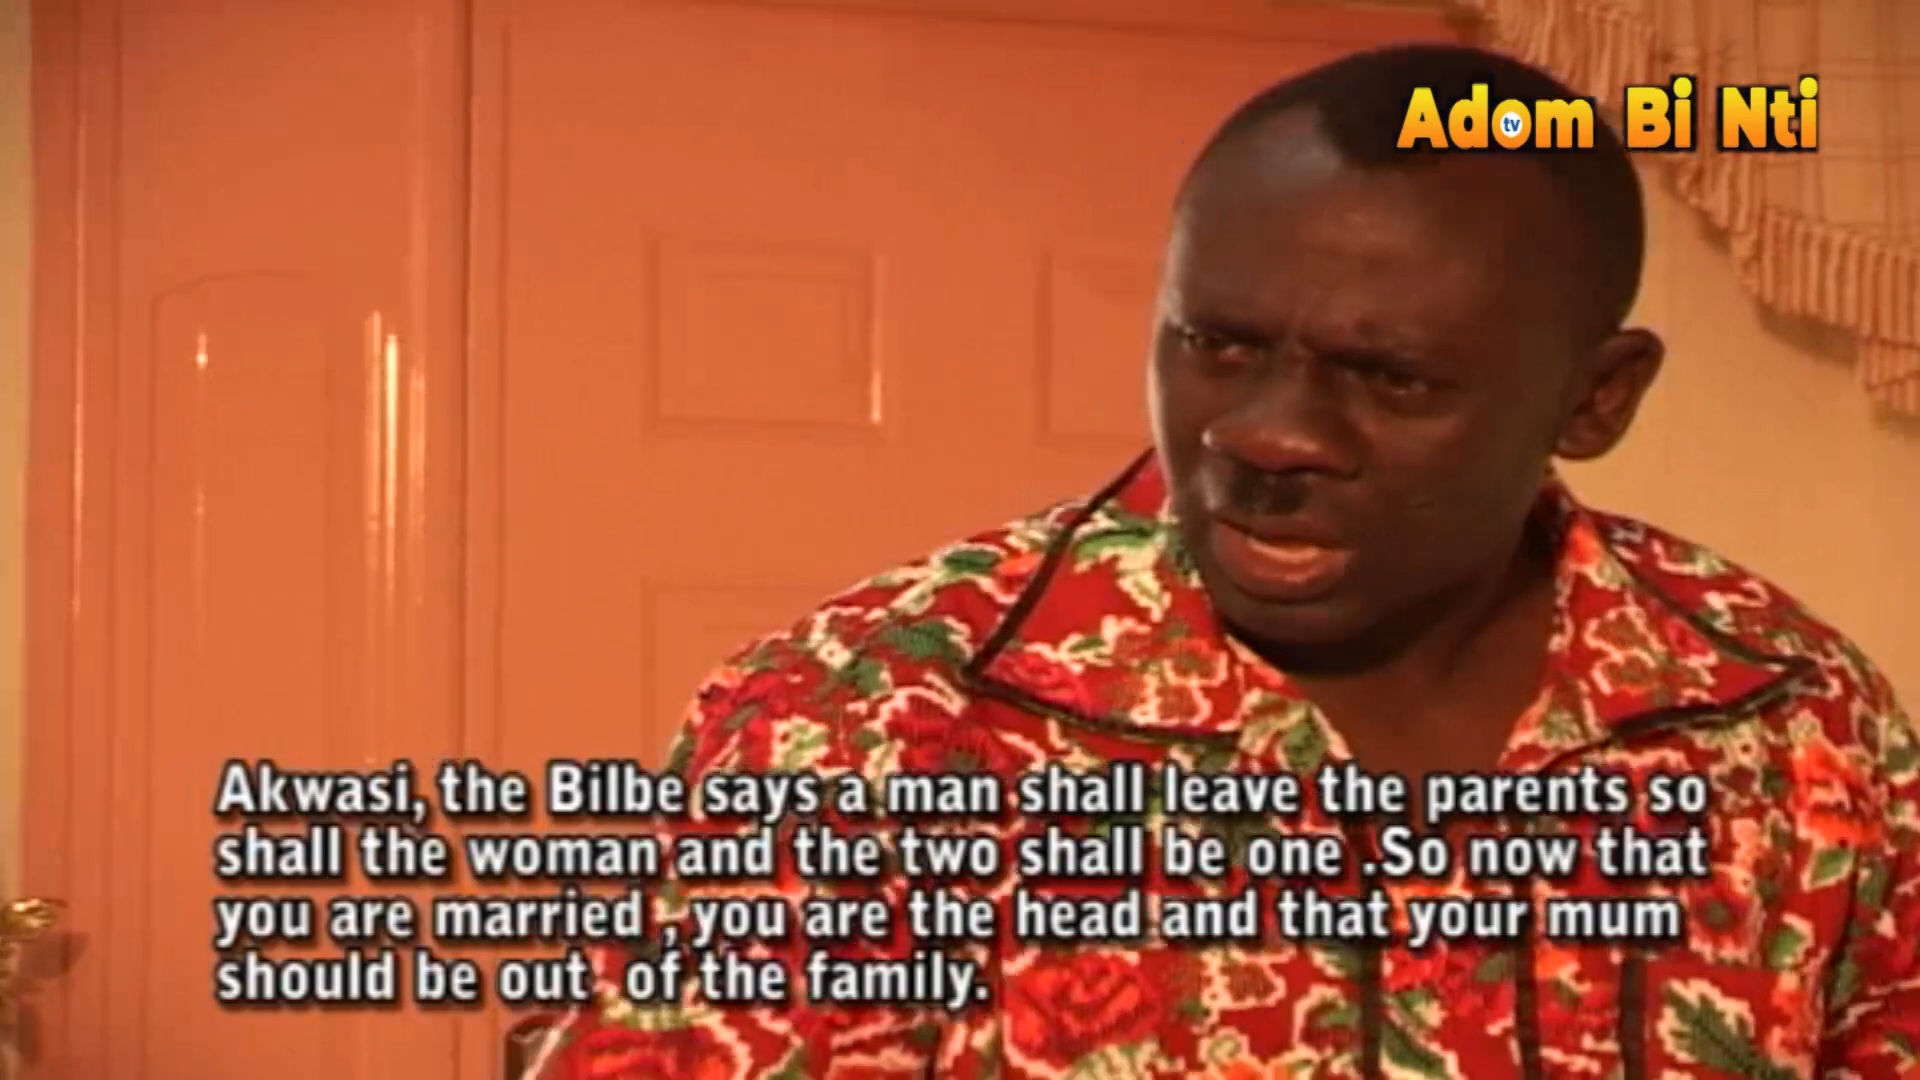 Adom Bi Nti
tv
Akwasi, the Bilbe says a man shall leave the parents so
shall the woman and the two shall be one .So now that
you are married ,you are the head and that your mum
should be out  of the family.